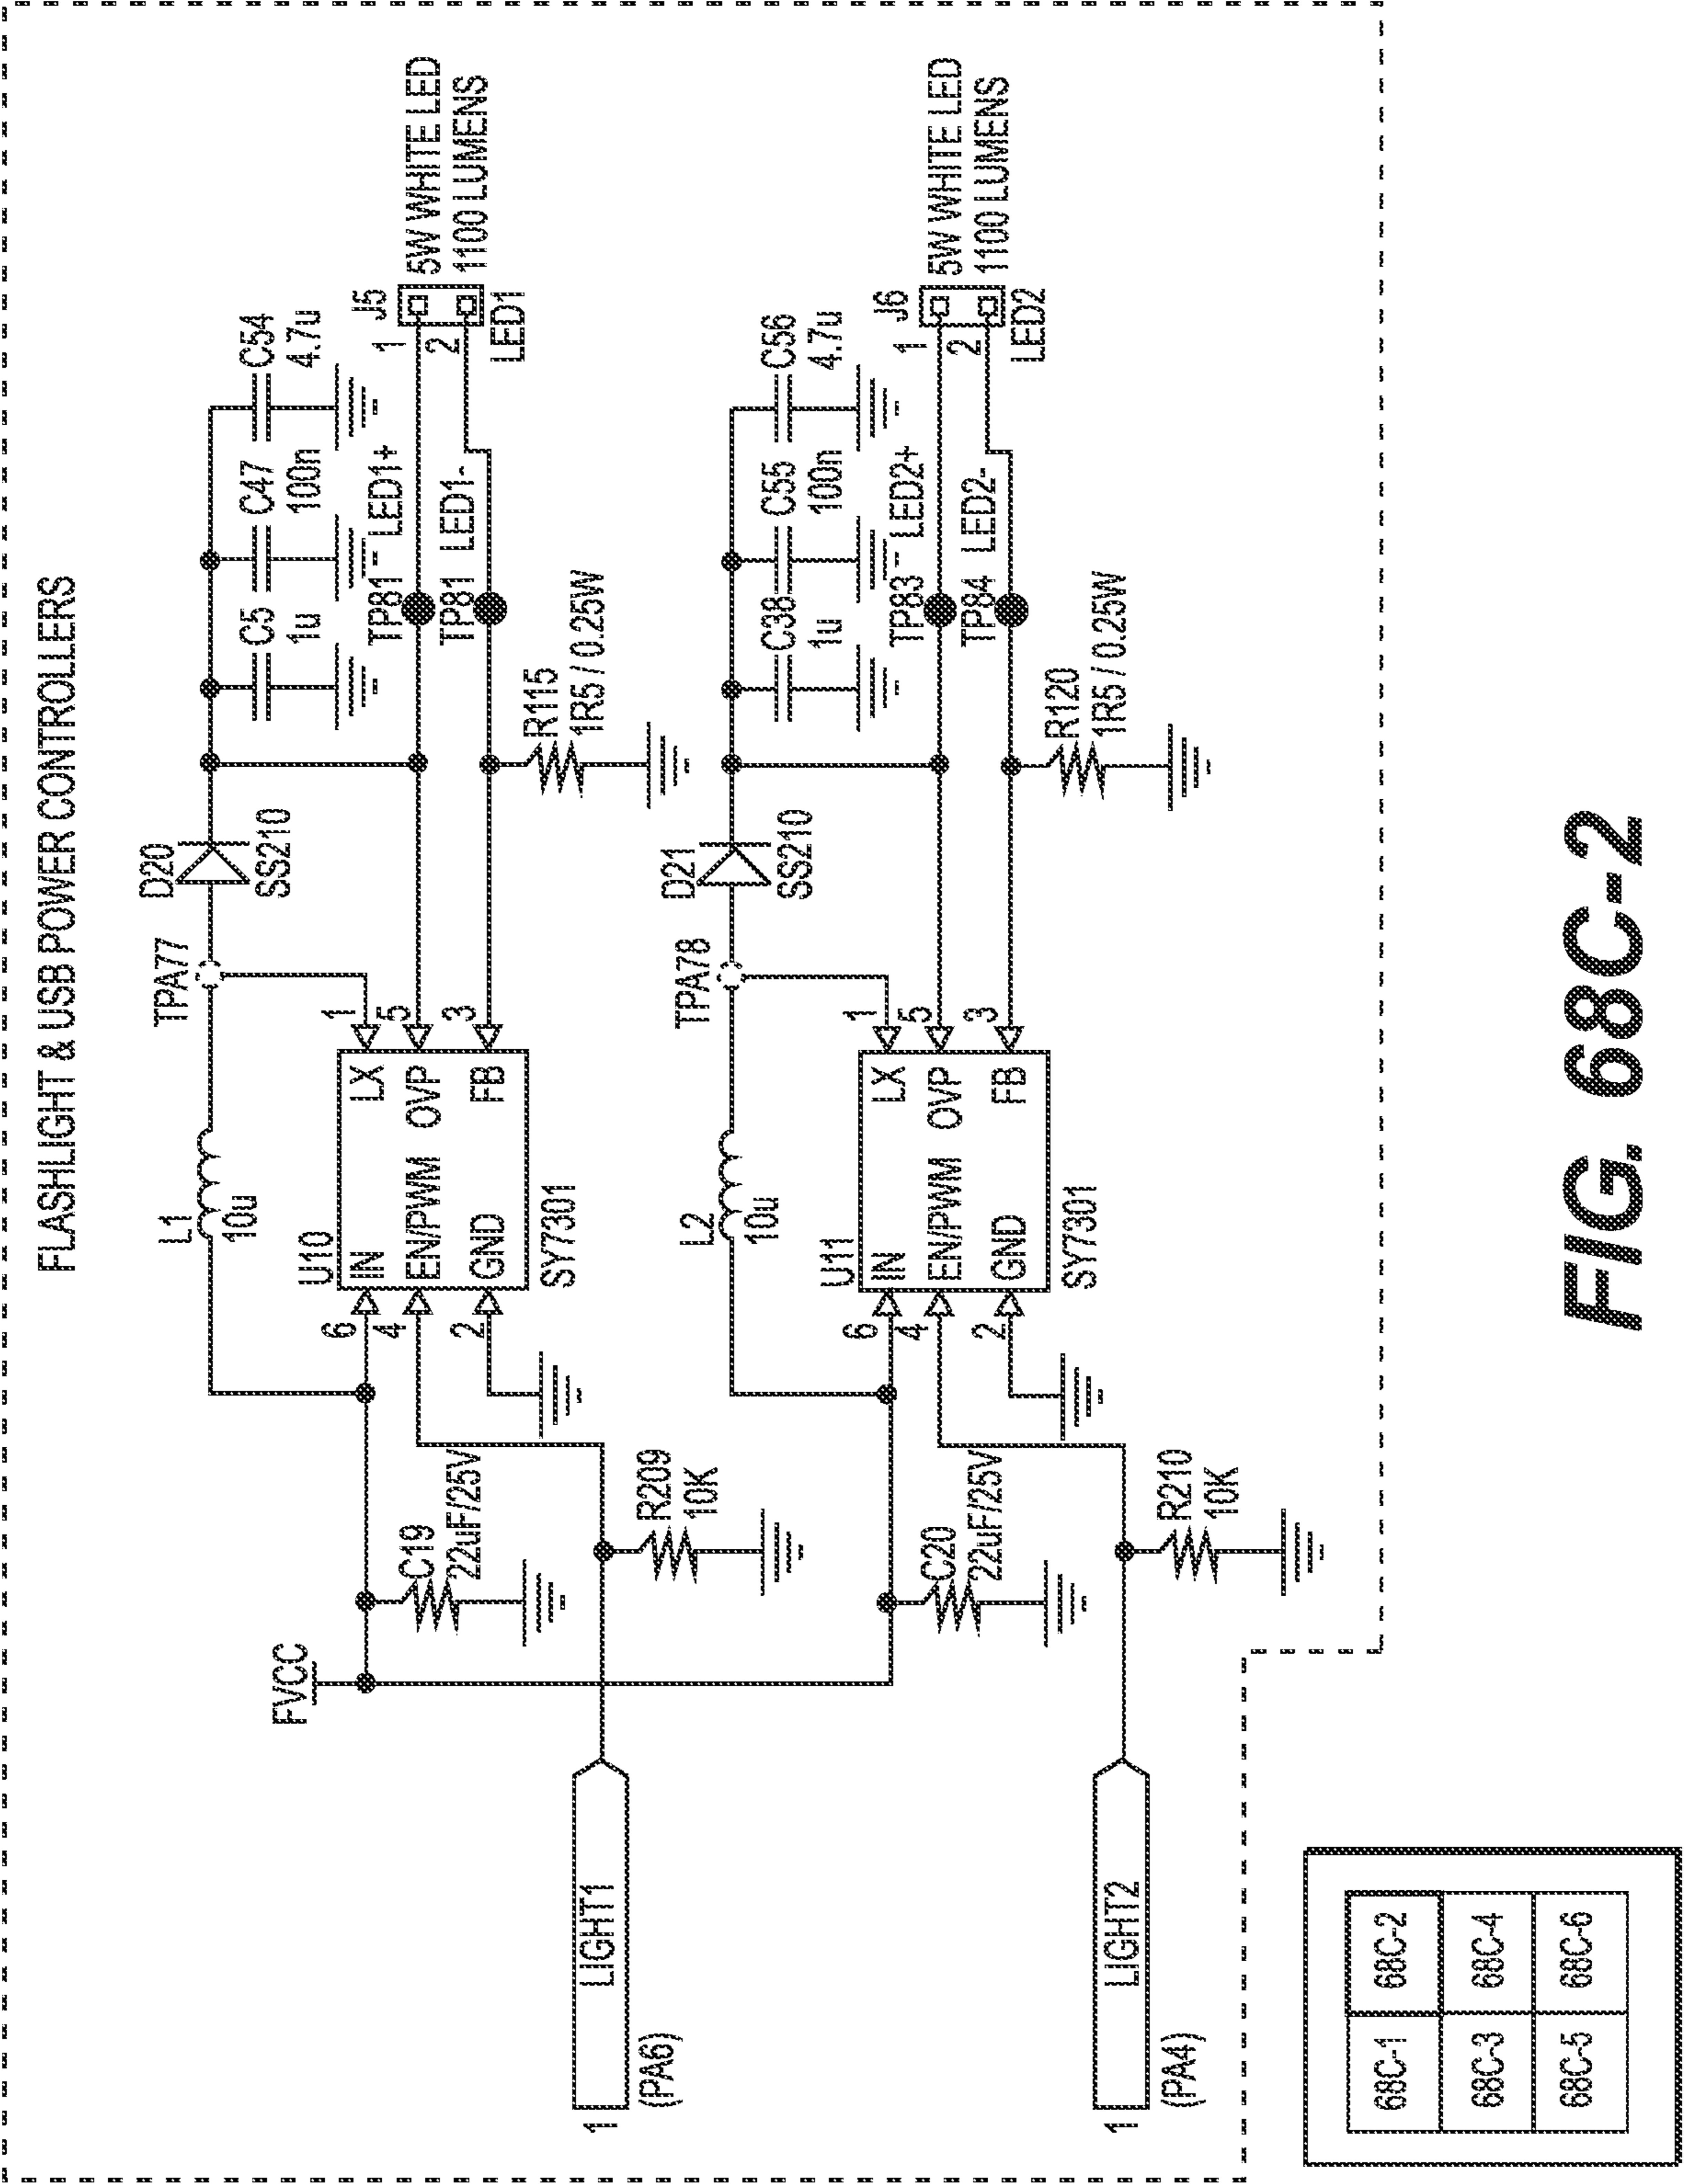 FLASHLIGHT & USB POWER CONTROLLERS
L1
10u
TPA77
D20
SS210
C5
1u
C47
100n
C54
4.7u
FVCC
C19
22uF/25V
U10
6
IN
LX
1
4
EN/PWM
OVP
5
2
GND
FB
3
SY7301
TP81
LED1+
TP81
LED1-
J5
1
2
LED1
5W WHITE LED
1100 LUMENS
R115
1R5 / 0.25W
1
LIGHT1
(PA6)
R209
10K
L2
10u
TPA78
D21
SS210
C38
1u
C55
100n
C56
4.7u
C20
22uF/25V
U11
6
IN
LX
1
4
EN/PWM
OVP
5
2
GND
FB
3
SY7301
TP83
LED2+
TP84
LED2-
J6
1
2
LED2
5W WHITE LED
1100 LUMENS
R120
1R5 / 0.25W
1
LIGHT2
(PA4)
R210
10K
68C-1 68C-2
68C-3 68C-4
68C-5 68C-6
FIG. 68C-2